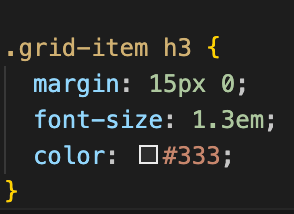 .grid-item h3 {
margin: 15px 0;
font-size: 1.3em;
color: #333;
}